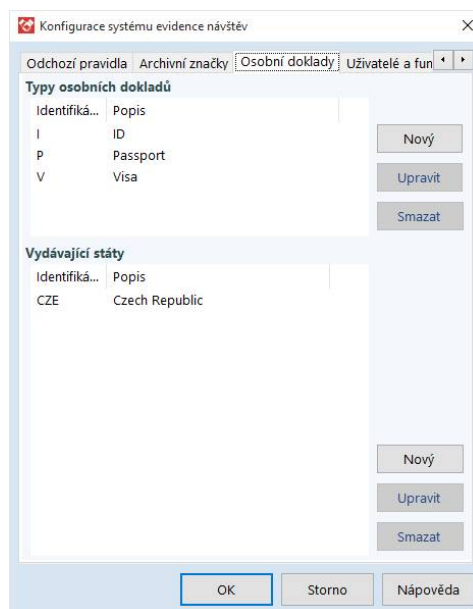 Konfigurace systému evidence návštěv
Odchozí pravidla Archivní značky Osobní doklady Uživatelé a fun
Typy osobních dokladů
Identifiká... Popis
I ID
P Passport
V Visa
Nový
Upravit
Smazat
Vydávající státy
Identifiká... Popis
CZE Czech Republic
Nový
Upravit
Smazat
OK Storno Nápověda